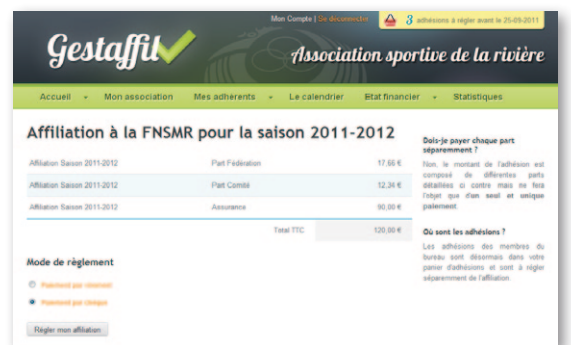 Mon Compte | Se déconnecter
3 adhésions à régler avant le 25-09-2011
Gestaffil
Association sportive de la rivière
Accueil Mon association Mes adhérents Le calendrier Etat financier Statistiques
Affiliation à la FNSMR pour la saison 2011-2012
Affiliation Saison 2011-2012 Part Fédération 17,66 €
Affiliation Saison 2011-2012 Part Comité 12,34 €
Affiliation Saison 2011-2012 Assurance 90,00 €
Total TTC 120,00 €
Mode de règlement
Paiement par virement
Paiement par chèque
Régler mon affiliation
Dois-je payer chaque part
séparemment ?
Non, le montant de l'adhésion est
composé de différentes parts
détaillées ci contre mais ne fera
l'objet que d'un seul et unique
paiement.
Où sont les adhésions ?
Les adhésions des membres du
bureau sont désormais dans votre
panier d'adhésions et sont à régler
séparemment de l'affiliation